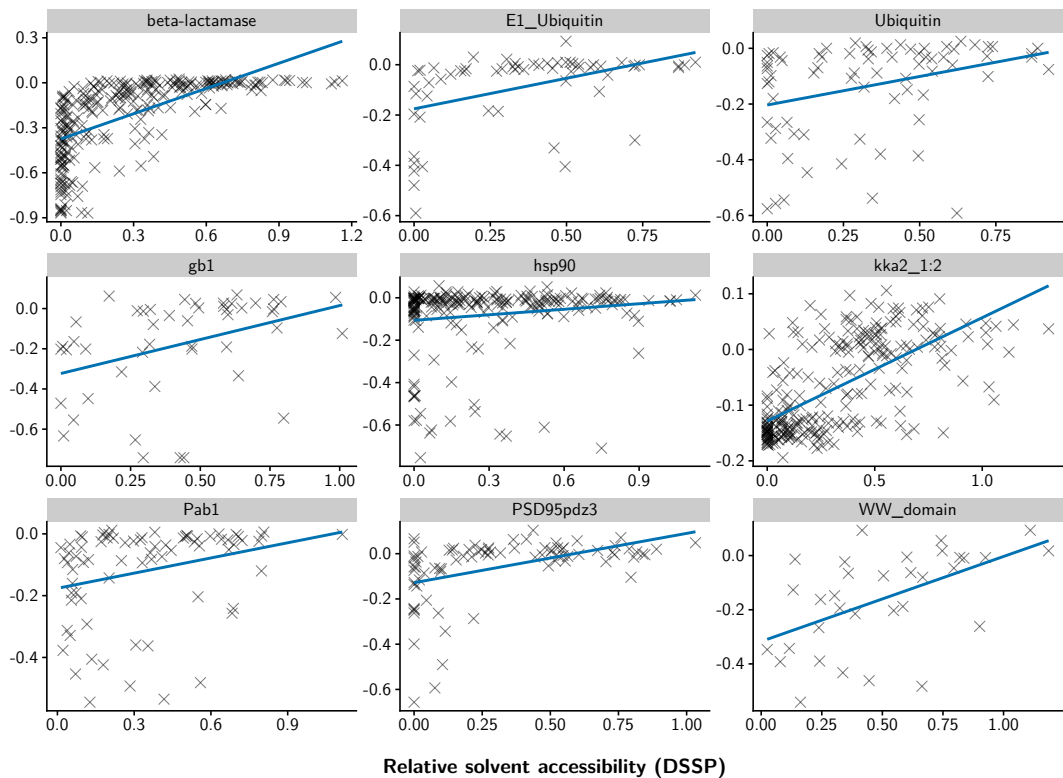 beta-lactamase
E1_Ubiquitin
Ubiquitin
0.3
0.0
-0.3
-0.6
-0.9
0.0 0.3 0.6 0.9 1.2
0.0
-0.2
-0.4
-0.6
0.00 0.25 0.50 0.75
0.0
-0.2
-0.4
-0.6
0.00 0.25 0.50 0.75
gb1
hsp90
kka2_1:2
0.0
-0.2
-0.4
-0.6
0.00 0.25 0.50 0.75 1.00
0.0
-0.2
-0.4
-0.6
0.0 0.3 0.6 0.9
0.1
0.0
-0.1
-0.2
0.0 0.5 1.0
Pab1
PSD95pdz3
WW_domain
0.0
-0.2
-0.4
0.0 0.3 0.6 0.9
0.0
-0.2
-0.4
-0.6
0.00 0.25 0.50 0.75 1.00
0.0
-0.2
-0.4
0.00 0.25 0.50 0.75 1.00
Relative solvent accessibility (DSSP)